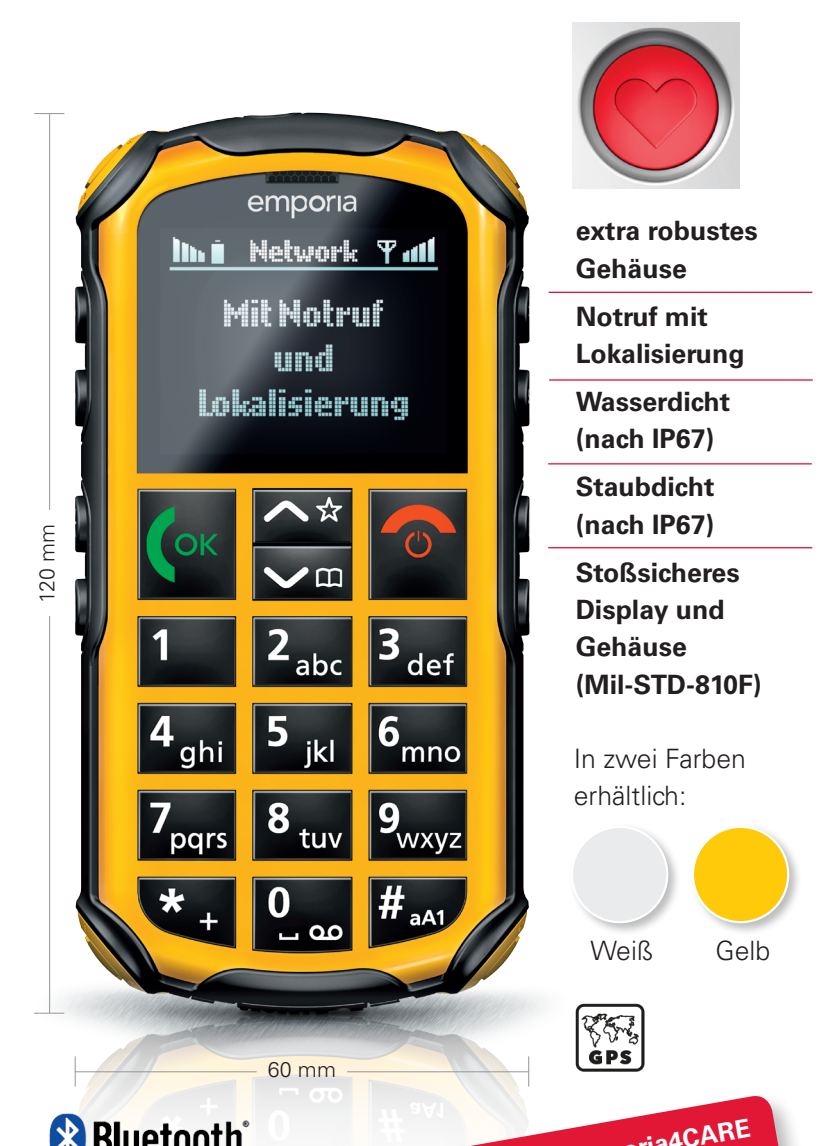 emporia
Network
Mit Notruf
und
Lokalisierung
OK
1
2 abc
3 def
4 ghi
5 jkl
6 mno
7 pqrs
8 tuv
9 wxyz
* +
0
# aA1
120 mm
60 mm
extra robustes
Gehäuse
Notruf mit
Lokalisierung
Wasserdicht
(nach IP67)
Staubdicht
(nach IP67)
Stoßsicheres
Display und
Gehäuse
(Mil-STD-810F)
In zwei Farben
erhältlich:
Weiß Gelb
GPS
Bluetooth®